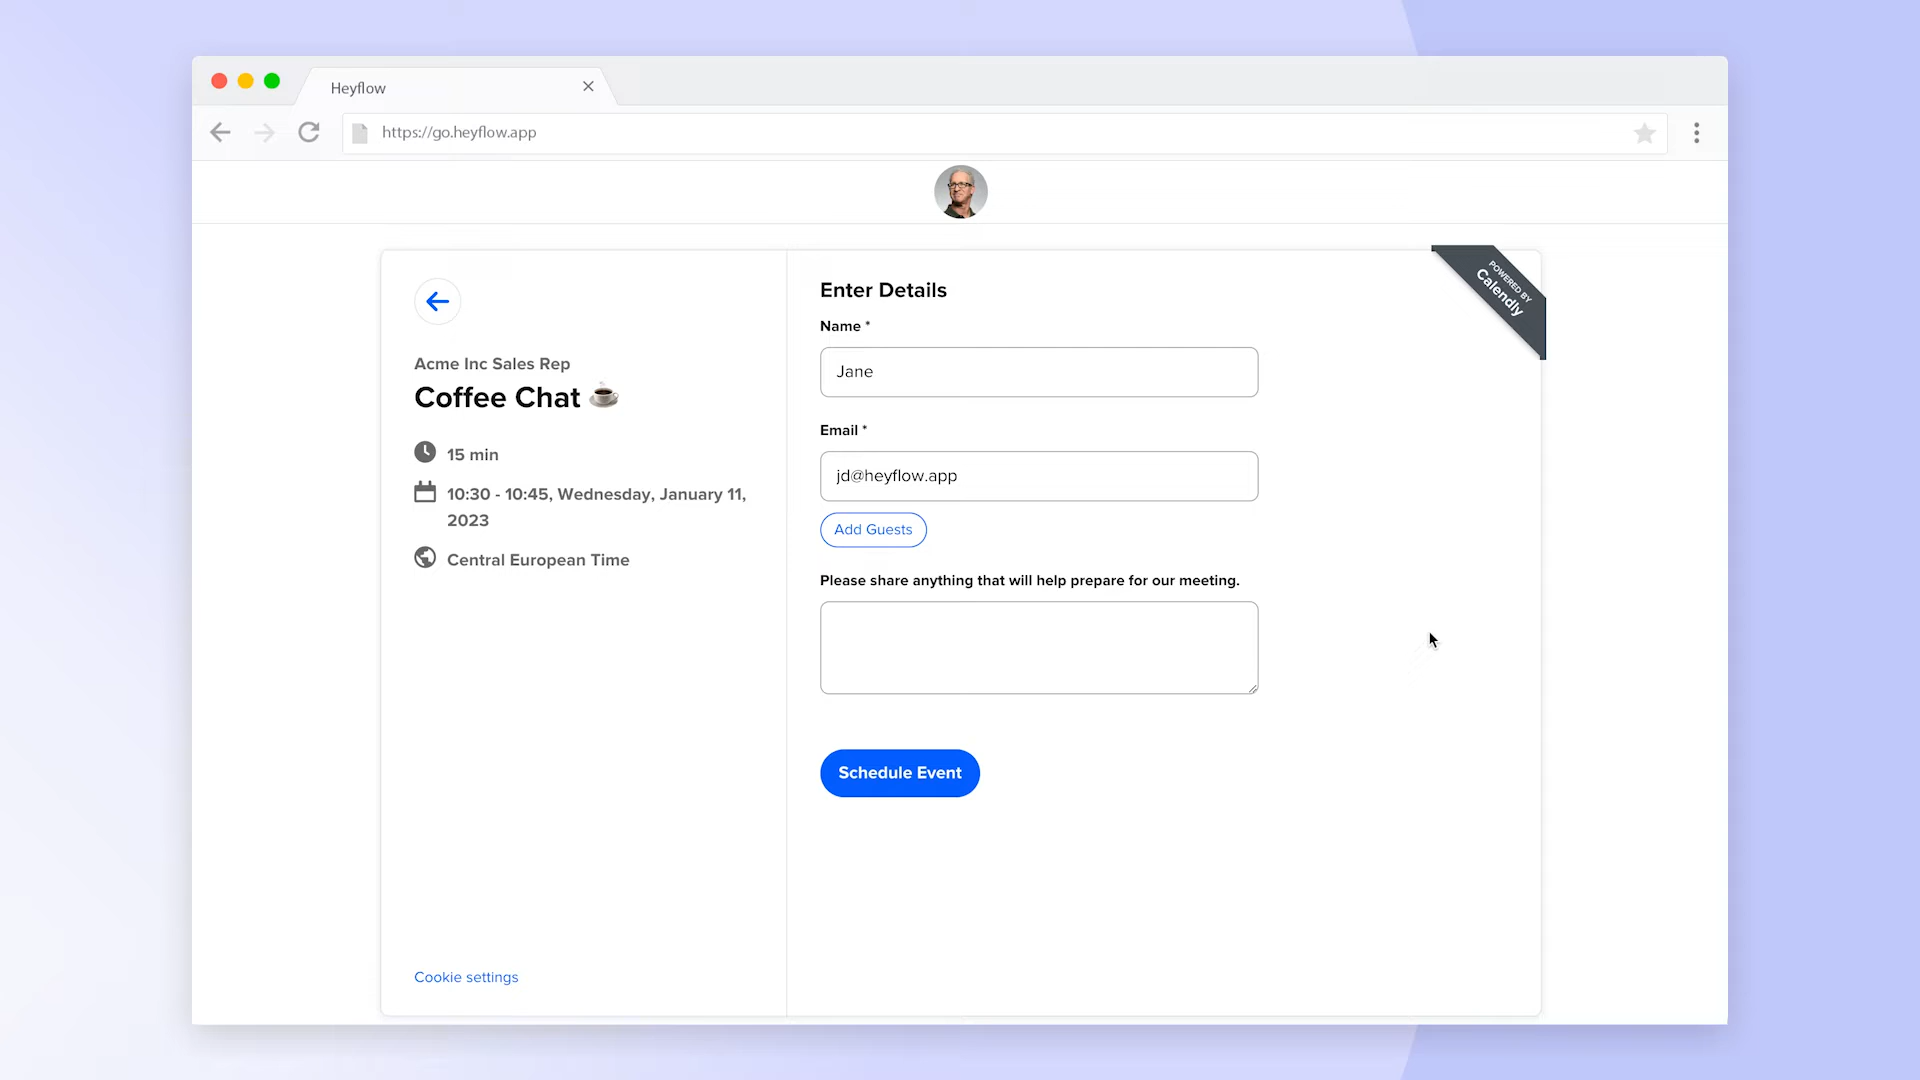 Heyflow
https://go.heyflow.app
POWERED BY
Calendly
Acme Inc Sales Rep
Coffee Chat ☕
15 min
10:30 - 10:45, Wednesday, January 11,
2023
Central European Time
Cookie settings
Enter Details
Name *
Jane
Email *
jd@heyflow.app
Add Guests
Please share anything that will help prepare for our meeting.
Schedule Event